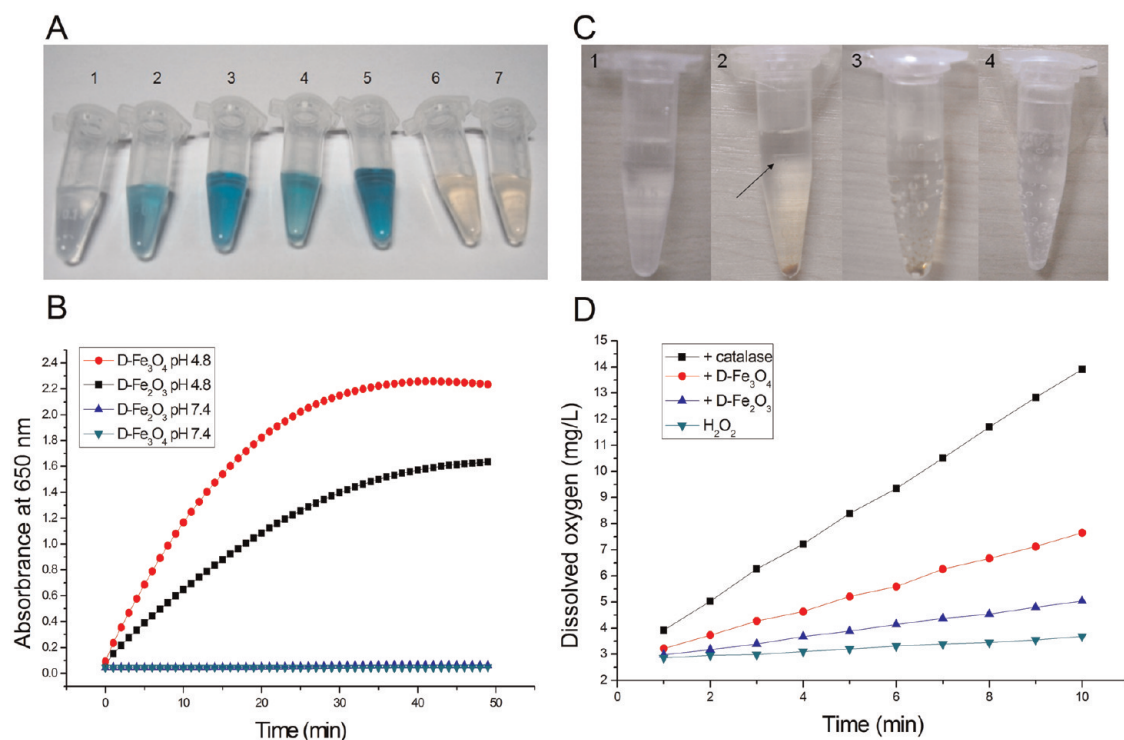 A
1 2 3 4 5 6 7
C
1 2 3 4
B
D-Fe₃O₄ pH 4.8
D-Fe₂O₃ pH 4.8
D-Fe₂O₃ pH 7.4
D-Fe₃O₄ pH 7.4
Absorbrance at 650 nm
2.4
2.2
2.0
1.8
1.6
1.4
1.2
1.0
0.8
0.6
0.4
0.2
0.0
0 10 20 30 40 50
Time (min)
D
+ catalase
+ D-Fe₃O₄
+ D-Fe₂O₃
H₂O₂
Dissolved oxygen (mg/L)
15
14
13
12
11
10
9
8
7
6
5
4
3
2
0 2 4 6 8 10
Time (min)